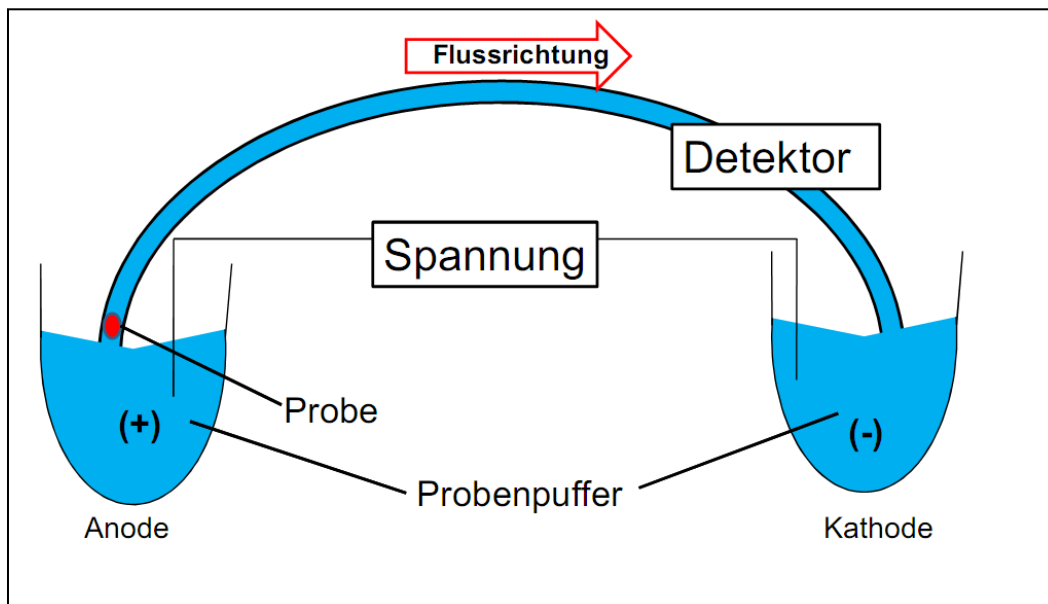 Flussrichtung
Detektor
Spannung
Probe
(+)
(-)
Probenpuffer
Anode
Kathode